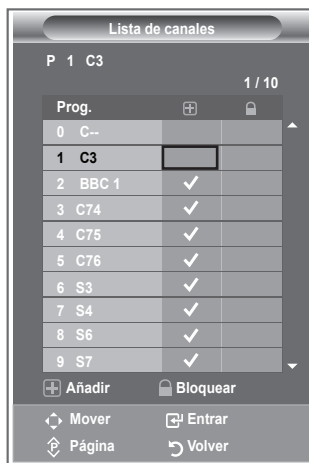 Lista de canales
P 1 C3
1 / 10
Prog.
0 C--
1 C3
2 BBC 1
3 C74
4 C75
5 C76
6 S3
7 S4
8 S6
9 S7
Añadir Bloquear
Mover Entrar
P Página Volver